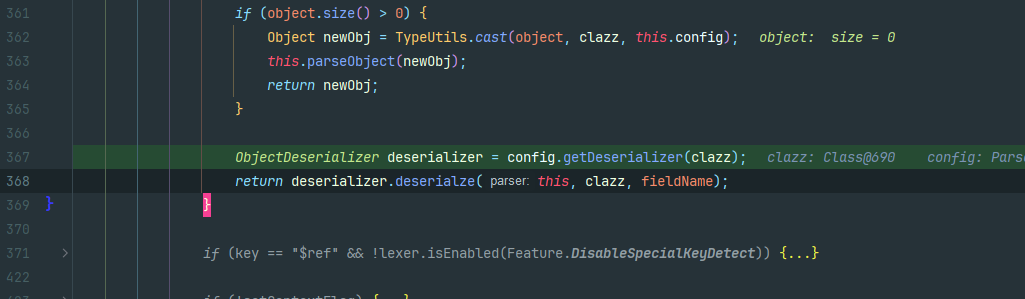 361 if (object.size() > 0) {
362 Object newObj = TypeUtils.cast(object, clazz, this.config); object: size = 0
363 this.parseObject(newObj);
364 return newObj;
365 }
366
367 ObjectDeserializer deserializer = config.getDeserializer(clazz); clazz: Class@690 config: Parse
368 return deserializer.deserialze( parser: this, clazz, fieldName);
369 } }
370
371 if (key == "$ref" && !lexer.isEnabled(Feature.DisableSpecialKeyDetect)) {...}
422